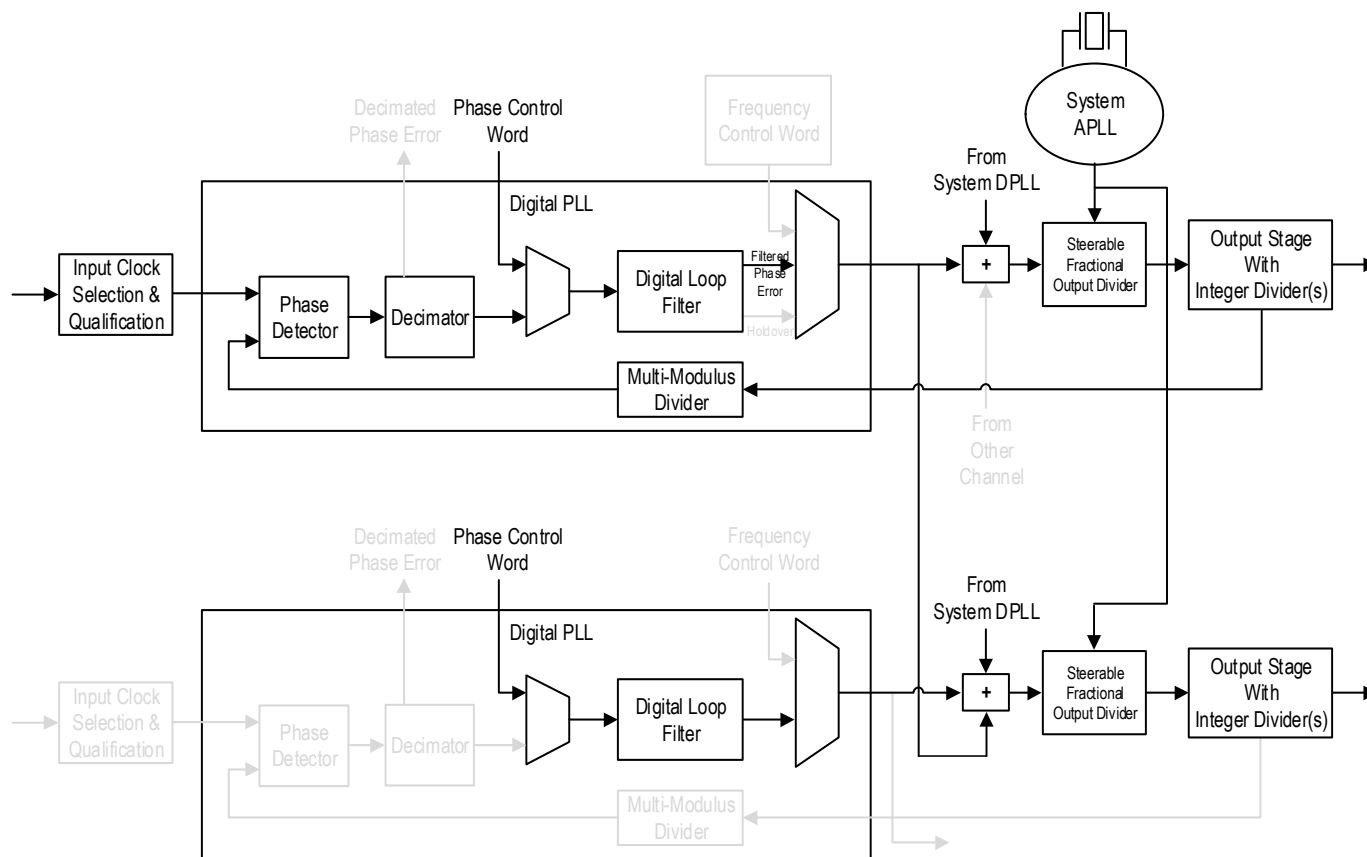 System
APLL
Decimated
Phase Error
Phase Control
Word
Frequency
Control Word
From
System DPLL
Digital PLL
Input Clock
Selection &
Qualification
Phase
Detector
Decimator
Digital Loop
Filter
Filtered
Phase
Error
Holdover
+
Steerable
Fractional
Output Divider
Output Stage
With
Integer Divider(s)
Multi-Modulus
Divider
From
Other
Channel
Decimated
Phase Error
Phase Control
Word
Frequency
Control Word
From
System DPLL
Digital PLL
Input Clock
Selection &
Qualification
Phase
Detector
Decimator
Digital Loop
Filter
+
Steerable
Fractional
Output Divider
Output Stage
With
Integer Divider(s)
Multi-Modulus
Divider